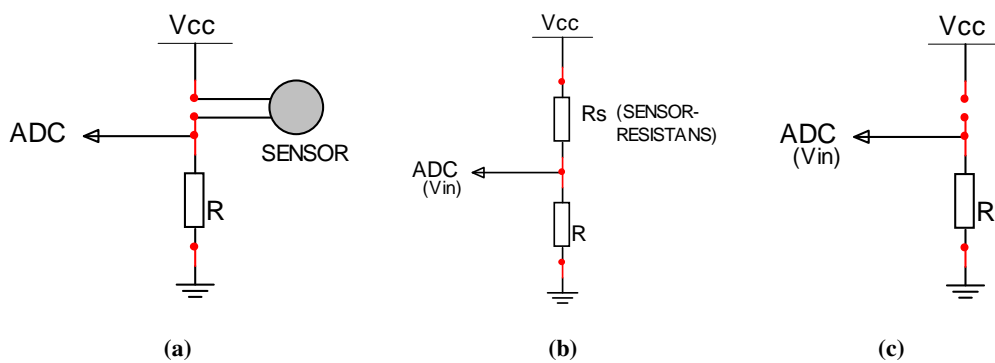 Vcc
ADC
SENSOR
R
(a)
Vcc
Rs (SENSOR-
RESISTANS)
ADC
(Vin)
R
(b)
Vcc
ADC
(Vin)
R
(c)